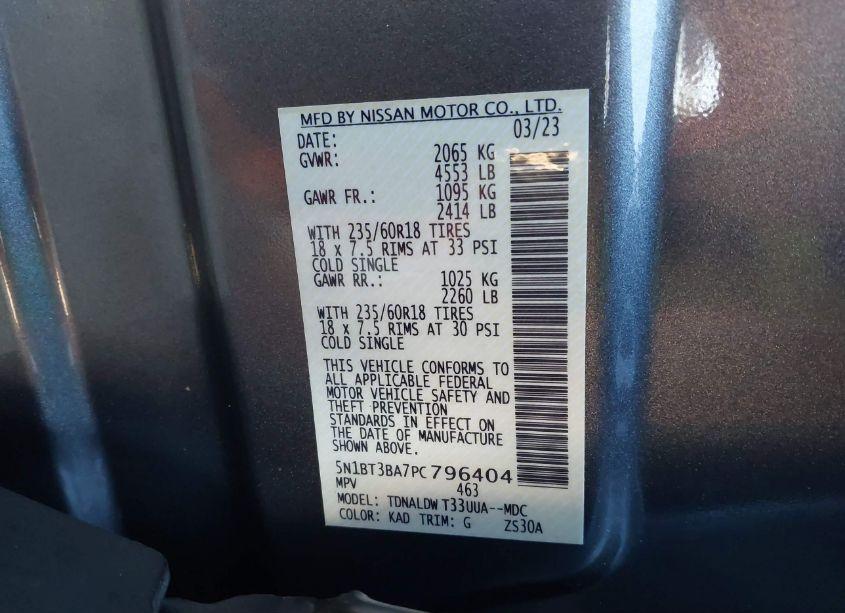 MFD BY NISSAN MOTOR CO., LTD.
DATE: 03/23
GVWR: 2065 KG
4553 LB
GAWR FR.: 1095 KG
2414 LB
WITH 235/60R18 TIRES
18 x 7.5 RIMS AT 33 PSI
COLD SINGLE
GAWR RR.: 1025 KG
2260 LB
WITH 235/60R18 TIRES
18 x 7.5 RIMS AT 30 PSI
COLD SINGLE
THIS VEHICLE CONFORMS TO
ALL APPLICABLE FEDERAL
MOTOR VEHICLE SAFETY AND
THEFT PREVENTION
STANDARDS IN EFFECT ON
THE DATE OF MANUFACTURE
SHOWN ABOVE.
5N1BT3BA7PC796404
MPV 463
MODEL: TDNALDW T33UUA--MDC
COLOR: KAD TRIM: G ZS30A